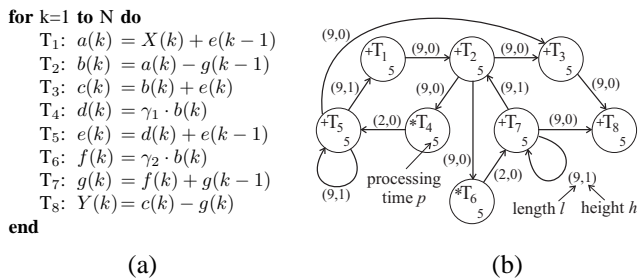 for k=1 to N do
T₁: a(k) = X(k) + e(k−1)
T₂: b(k) = a(k) − g(k−1)
T₃: c(k) = b(k) + e(k)
T₄: d(k) = γ₁ · b(k)
T₅: e(k) = d(k) + e(k−1)
T₆: f(k) = γ₂ · b(k)
T₇: g(k) = f(k) + g(k−1)
T₈: Y(k) = c(k) − g(k)
end
(a)
(9,0)
(9,0)
(9,0)
+T₁
5
+T₂
5
+T₃
5
(9,1)
(9,0)
(9,1)
(9,0)
+T₅
5
(2,0)
*T₄
5
+T₇
5
(9,0)
+T₈
5
(9,1)
processing
time p
(9,0)
*T₆
5
(2,0)
(9,1)
length l
height h
(b)